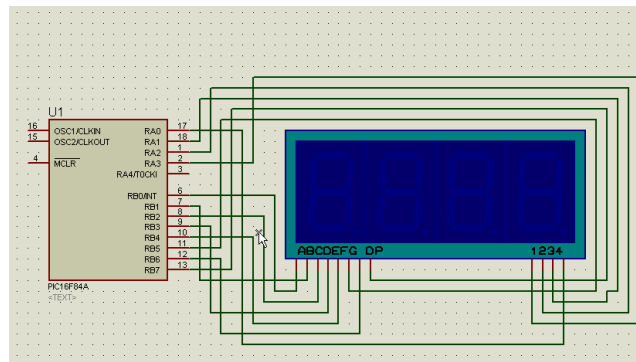 U1
16 OSC1/CLKIN RA0 17
15 OSC2/CLKOUT RA1 18
RA2 1
4 MCLR RA3 2
RA4/T0CKI 3
RB0/INT 6
RB1 7
RB2 8
RB3 9
RB4 10
RB5 11
RB6 12
RB7 13
PIC16F84A
<TEXT>
ABCDEFG DP 1234